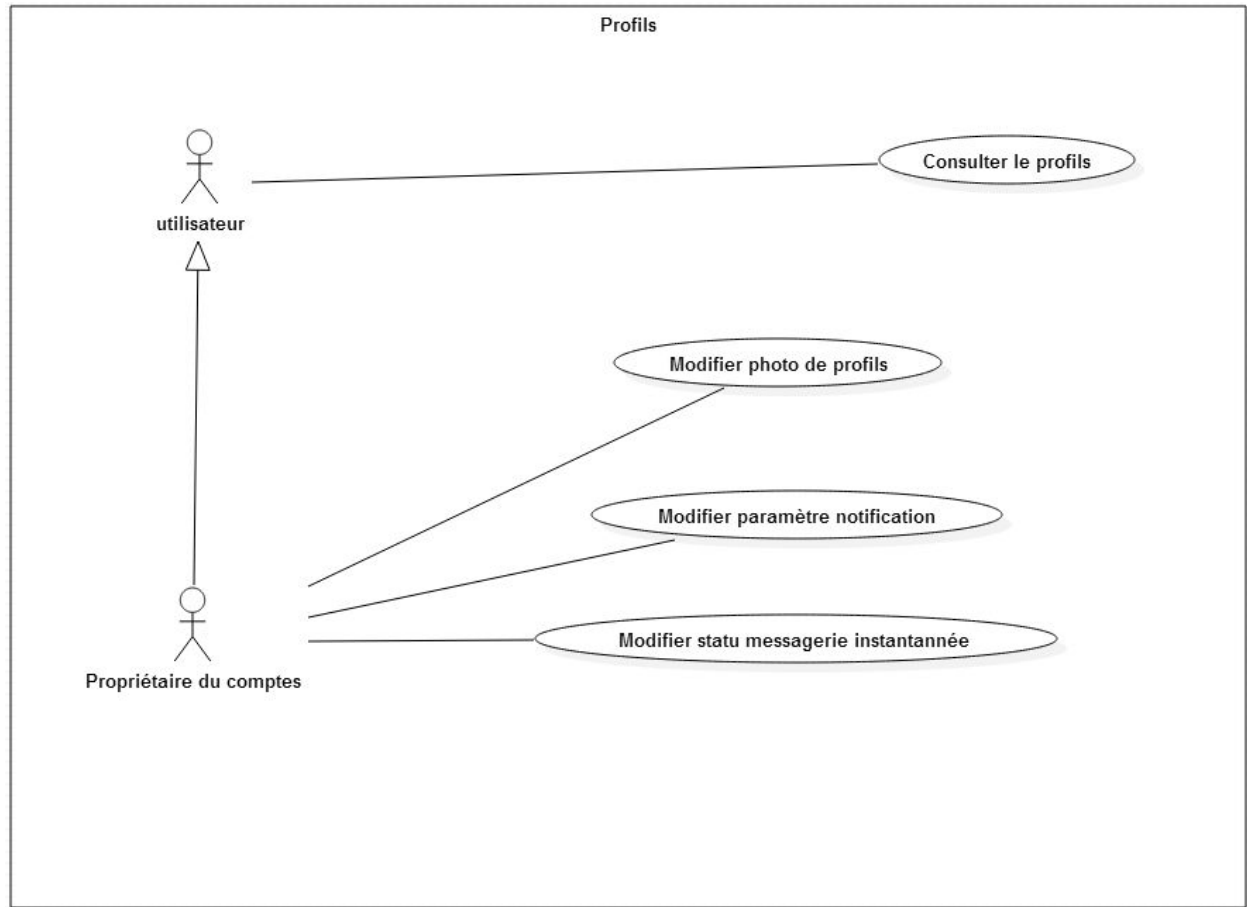 Profils
Consulter le profils
utilisateur
Modifier photo de profils
Modifier paramètre notification
Modifier statu messagerie instantannée
Propriétaire du comptes